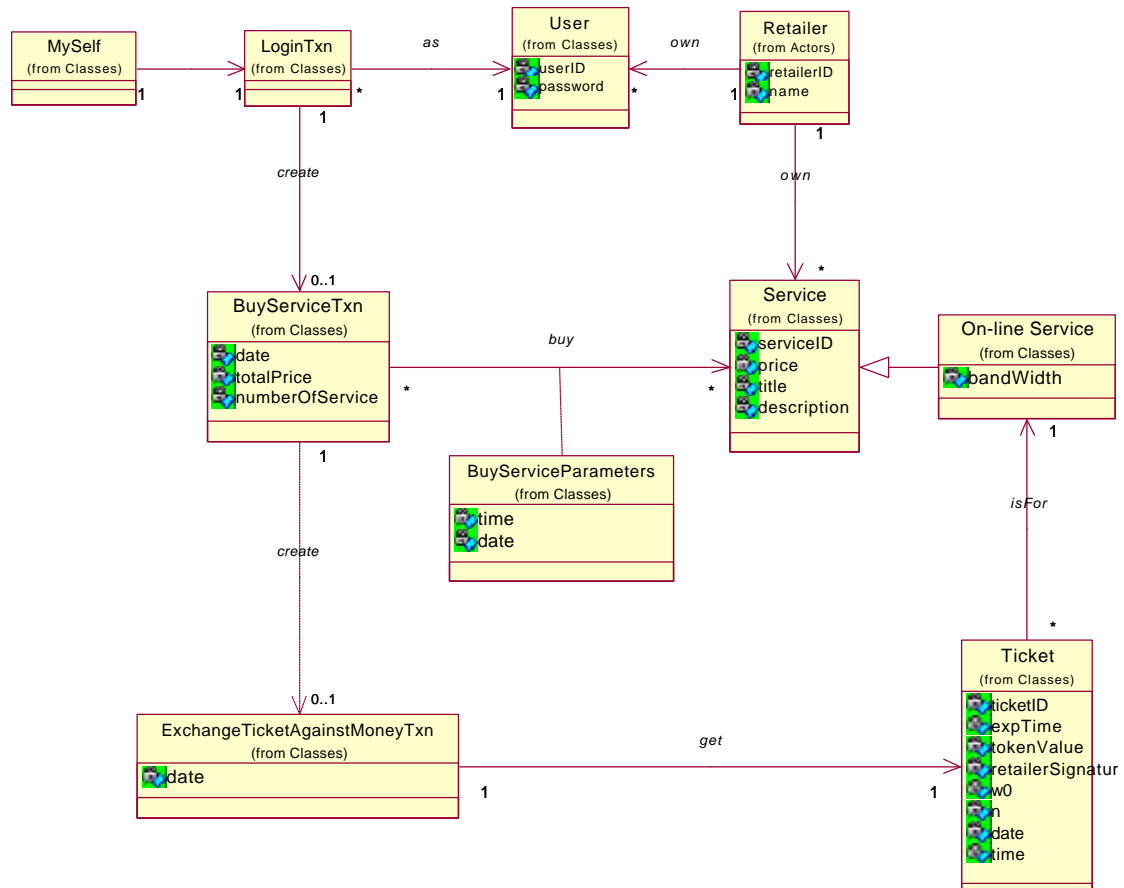 MySelf
(from Classes)
1
1
LoginTxn
(from Classes)
*
1
as
1
User
(from Classes)
userID
password
*
own
1
Retailer
(from Actors)
retailerID
name
1
create
own
0..1
*
BuyServiceTxn
(from Classes)
date
totalPrice
numberOfService
*
1
buy
*
Service
(from Classes)
serviceID
price
title
description
On-line Service
(from Classes)
bandWidth
1
BuyServiceParameters
(from Classes)
time
date
isFor
create
*
0..1
ExchangeTicketAgainstMoneyTxn
(from Classes)
date
1
get
1
Ticket
(from Classes)
ticketID
expTime
tokenValue
retailerSignatur
w0
n
date
time